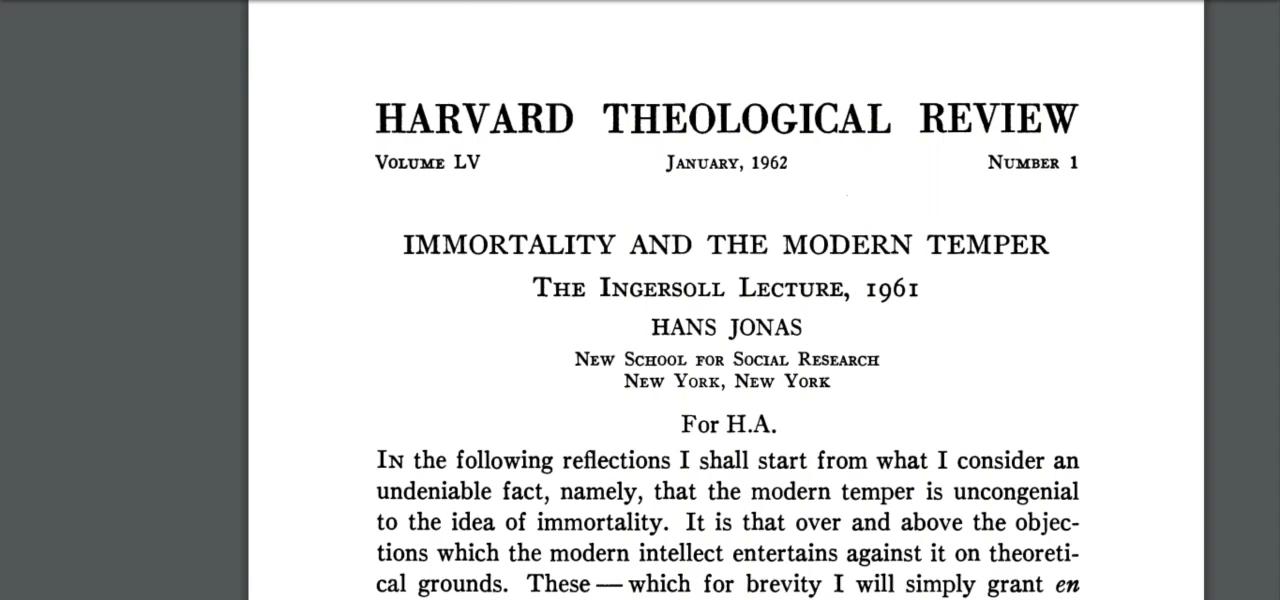 HARVARD THEOLOGICAL REVIEW
VOLUME LV JANUARY, 1962 NUMBER 1
IMMORTALITY AND THE MODERN TEMPER
THE INGERSOLL LECTURE, 1961
HANS JONAS
NEW SCHOOL FOR SOCIAL RESEARCH
NEW YORK, NEW YORK
For H.A.
IN the following reflections I shall start from what I consider an
undeniable fact, namely, that the modern temper is uncongenial
to the idea of immortality. It is that over and above the objec-
tions which the modern intellect entertains against it on theoreti-
cal grounds. These — which for brevity I will simply grant en